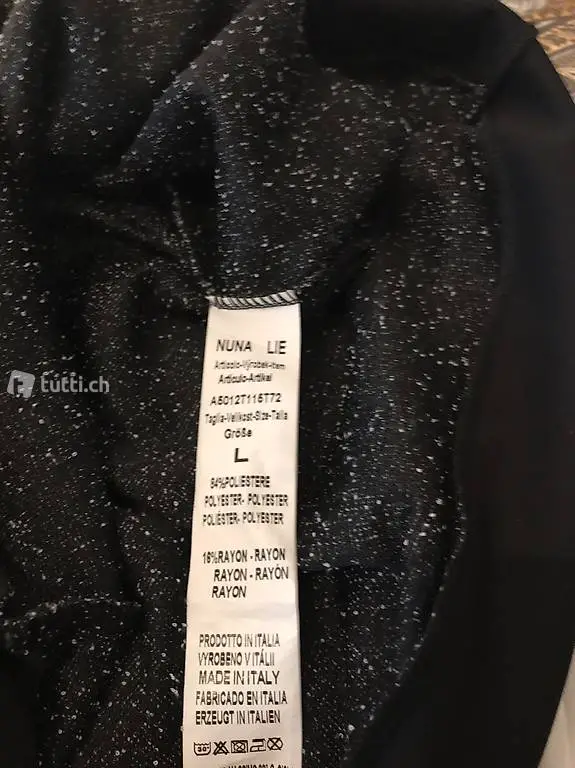 NUNA LIE
Articolo-Výrobek-Item
Artículo-Artikel
A5012T115T72
Taglia-Velikost-Size-Talla
Größe
L
84%POLIESTERE
POLYESTER- POLYESTER
POLIÉSTER- POLYESTER
16%RAYON - RAYON
RAYON - RAYÓN
RAYON
PRODOTTO IN ITALIA
VYROBENO V ITÁLII
MADE IN ITALY
FABRICADO EN ITALIA
ERZEUGT IN ITALIEN
30°
tutti.ch